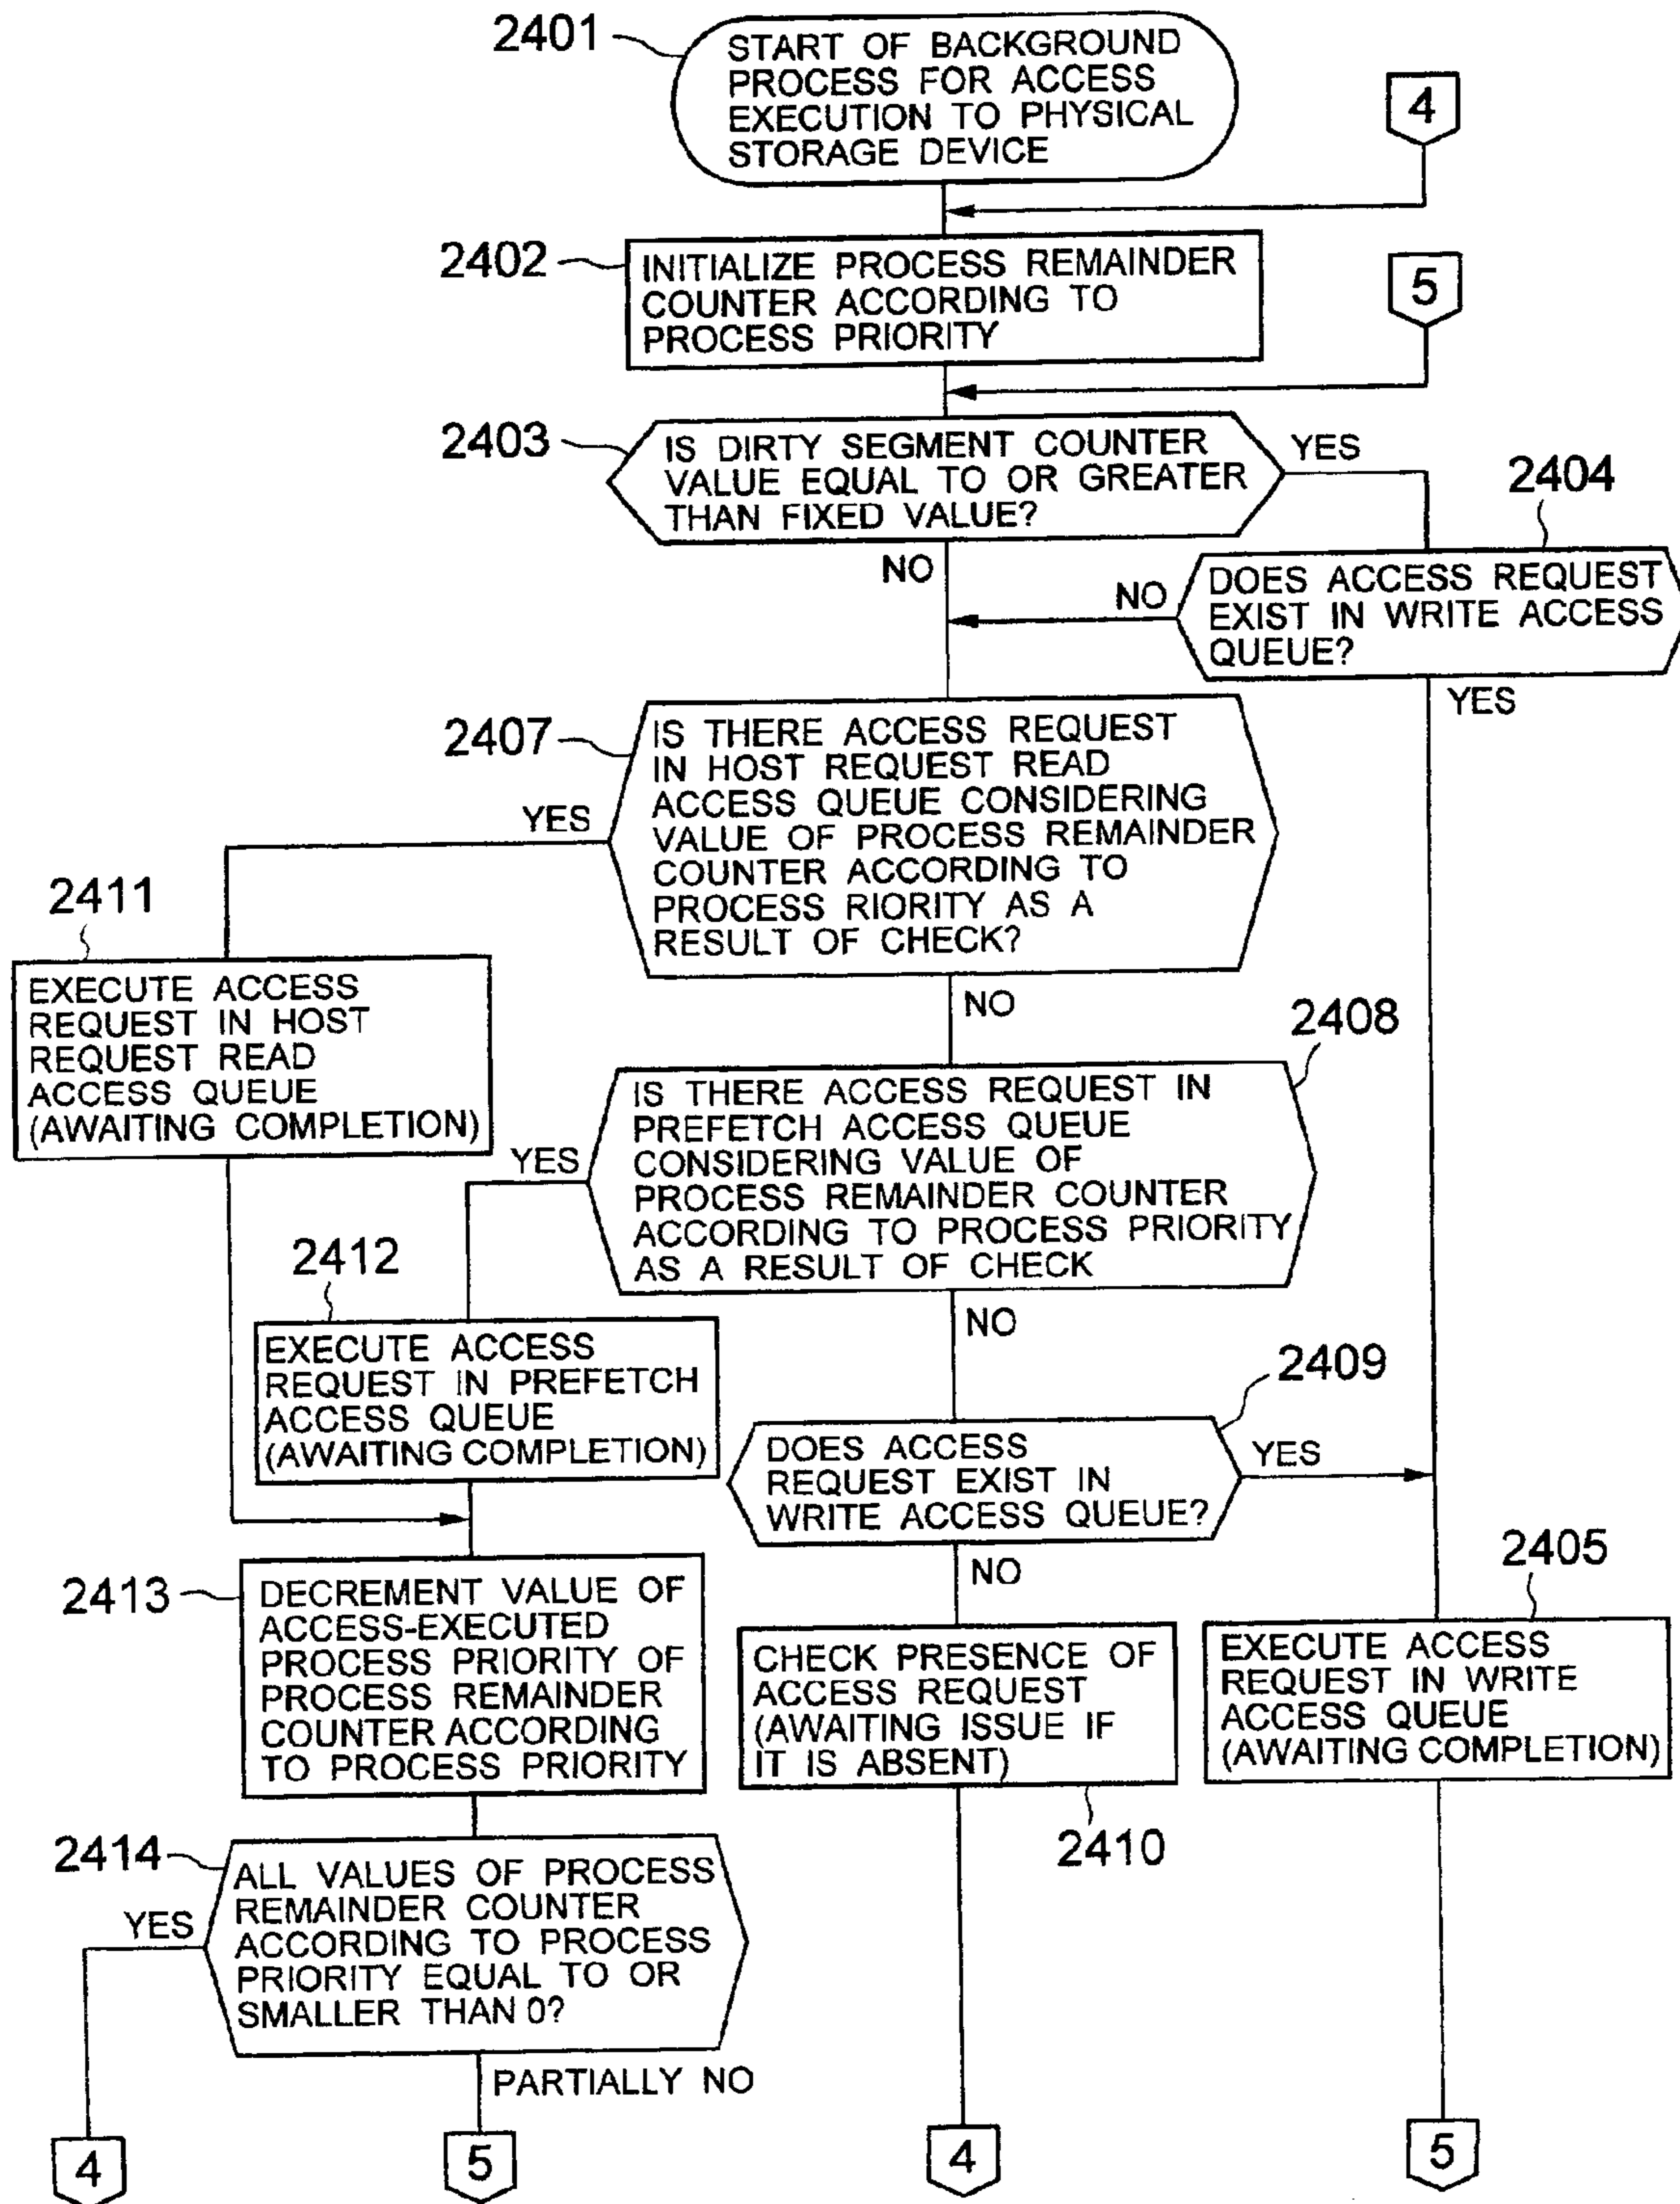 2401
START OF BACKGROUND
PROCESS FOR ACCESS
EXECUTION TO PHYSICAL
STORAGE DEVICE
4
2402
INITIALIZE PROCESS REMAINDER
COUNTER ACCORDING TO
PROCESS PRIORITY
5
2403
IS DIRTY SEGMENT COUNTER
VALUE EQUAL TO OR GREATER
THAN FIXED VALUE?
YES
NO
2404
DOES ACCESS REQUEST
EXIST IN WRITE ACCESS
QUEUE?
NO
YES
2407
IS THERE ACCESS REQUEST
IN HOST REQUEST READ
ACCESS QUEUE CONSIDERING
VALUE OF PROCESS REMAINDER
COUNTER ACCORDING TO
PROCESS RIORITY AS A
RESULT OF CHECK?
YES
NO
2411
EXECUTE ACCESS
REQUEST IN HOST
REQUEST READ
ACCESS QUEUE
(AWAITING COMPLETION)
2408
IS THERE ACCESS REQUEST IN
PREFETCH ACCESS QUEUE
CONSIDERING VALUE OF
PROCESS REMAINDER COUNTER
ACCORDING TO PROCESS PRIORITY
AS A RESULT OF CHECK
YES
NO
2412
EXECUTE ACCESS
REQUEST IN PREFETCH
ACCESS QUEUE
(AWAITING COMPLETION)
2409
DOES ACCESS
REQUEST EXIST IN
WRITE ACCESS QUEUE?
YES
NO
2413
DECREMENT VALUE OF
ACCESS-EXECUTED
PROCESS PRIORITY OF
PROCESS REMAINDER
COUNTER ACCORDING
TO PROCESS PRIORITY
CHECK PRESENCE OF
ACCESS REQUEST
(AWAITING ISSUE IF
IT IS ABSENT)
2410
2405
EXECUTE ACCESS
REQUEST IN WRITE
ACCESS QUEUE
(AWAITING COMPLETION)
2414
ALL VALUES OF PROCESS
REMAINDER COUNTER
ACCORDING TO PROCESS
PRIORITY EQUAL TO OR
SMALLER THAN 0?
YES
PARTIALLY NO
4
5
4
5